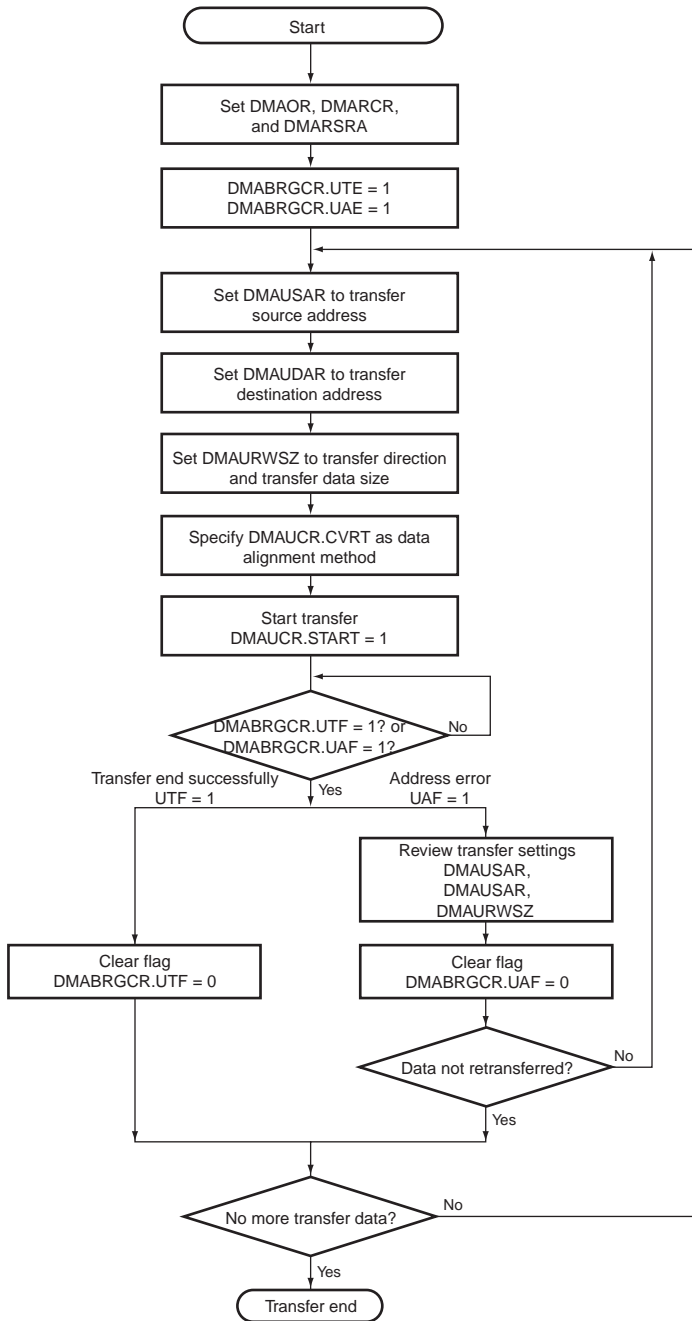 Start
Set DMAOR, DMARCR,
and DMARSRA
DMABRGCR.UTE = 1
DMABRGCR.UAE = 1
Set DMAUSAR to transfer
source address
Set DMAUDAR to transfer
destination address
Set DMAURWSZ to transfer direction
and transfer data size
Specify DMAUCR.CVRT as data
alignment method
Start transfer
DMAUCR.START = 1
DMABRGCR.UTF = 1? or
DMABRGCR.UAF = 1?
No
Yes
Transfer end successfully
UTF = 1
Address error
UAF = 1
Review transfer settings
DMAUSAR,
DMAUSAR,
DMAURWSZ
Clear flag
DMABRGCR.UTF = 0
Clear flag
DMABRGCR.UAF = 0
Data not retransferred?
No
Yes
No more transfer data?
No
Yes
Transfer end